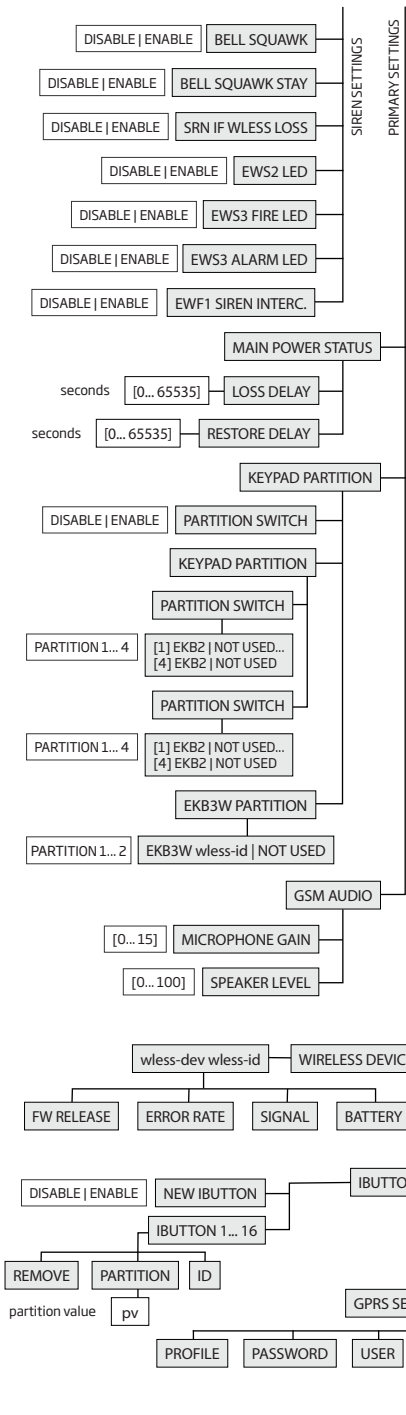 DISABLE | ENABLE BELL SQUAWK
DISABLE | ENABLE BELL SQUAWK STAY
DISABLE | ENABLE SRN IF WLESS LOSS
DISABLE | ENABLE EWS2 LED
DISABLE | ENABLE EWS3 FIRE LED
DISABLE | ENABLE EWS3 ALARM LED
DISABLE | ENABLE EWF1 SIREN INTERC.
SIREN SETTINGS
PRIMARY SETTINGS
MAIN POWER STATUS
seconds [0... 65535] LOSS DELAY
seconds [0... 65535] RESTORE DELAY
KEYPAD PARTITION
DISABLE | ENABLE PARTITION SWITCH
KEYPAD PARTITION
PARTITION SWITCH
PARTITION 1... 4 [1] EKB2 | NOT USED...
[4] EKB2 | NOT USED
PARTITION SWITCH
PARTITION 1... 4 [1] EKB2 | NOT USED...
[4] EKB2 | NOT USED
EKB3W PARTITION
PARTITION 1... 2 EKB3W wless-id | NOT USED
GSM AUDIO
[0... 15] MICROPHONE GAIN
[0... 100] SPEAKER LEVEL
wless-dev wless-id WIRELESS DEVIC
FW RELEASE ERROR RATE SIGNAL BATTERY
IBUTTO
DISABLE | ENABLE NEW IBUTTON
IBUTTON 1... 16
REMOVE PARTITION ID
partition value pv
GPRS SE
PROFILE PASSWORD USER